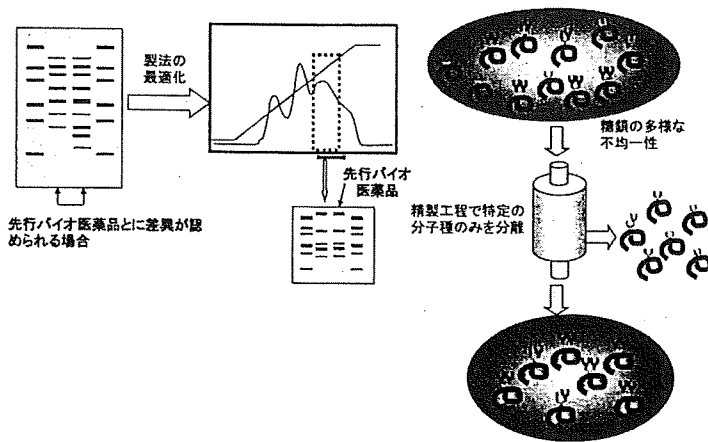 製法の
最適化
先行バイオ
医薬品
先行バイオ医薬品とに差異が認
められる場合
糖鎖の多様な
不均一性
精製工程で特定の
分子種のみを分離